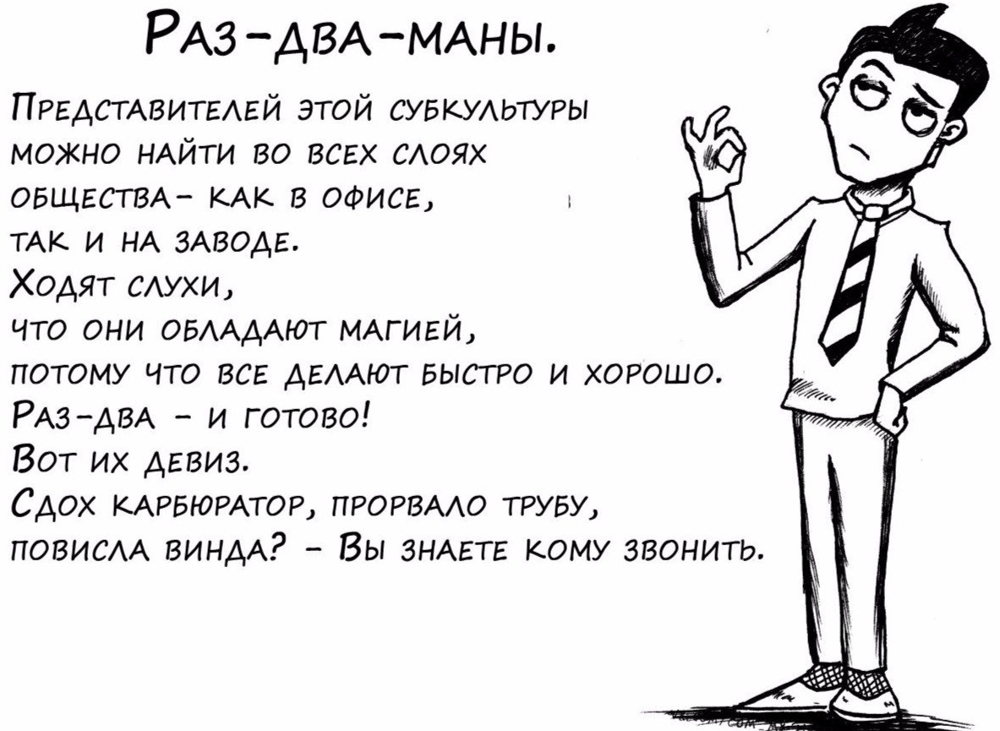 Раз-два-маны.
Представителей этой субкультуры
можно найти во всех слоях
общества- как в офисе,
так и на заводе.
Ходят слухи,
что они обладают магией,
потому что все делают быстро и хорошо.
Раз-два - и готово!
Вот их девиз.
Сдох карбюратор, прорвало трубу,
повисла винда? - Вы знаете кому звонить.